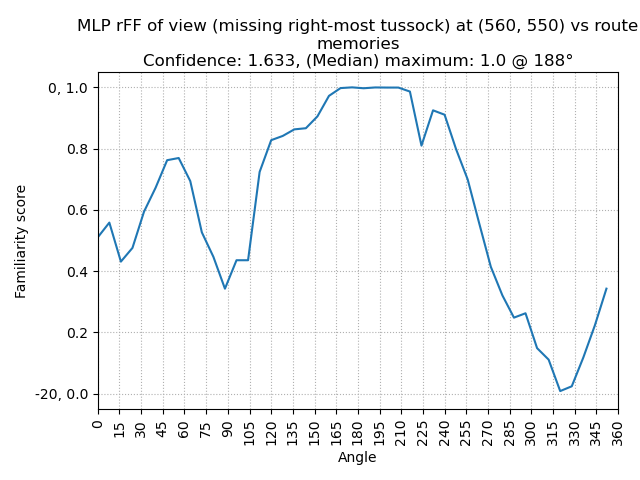 MLP rFF of view (missing right-most tussock) at (560, 550) vs route
memories
Confidence: 1.633, (Median) maximum: 1.0 @ 188°
0, 1.0
0.8
0.6
0.4
0.2
-20, 0.0
Familiarity score
0 15 30 45 60 75 90 105 120 135 150 165 180 195 210 225 240 255 270 285 300 315 330 345 360
Angle